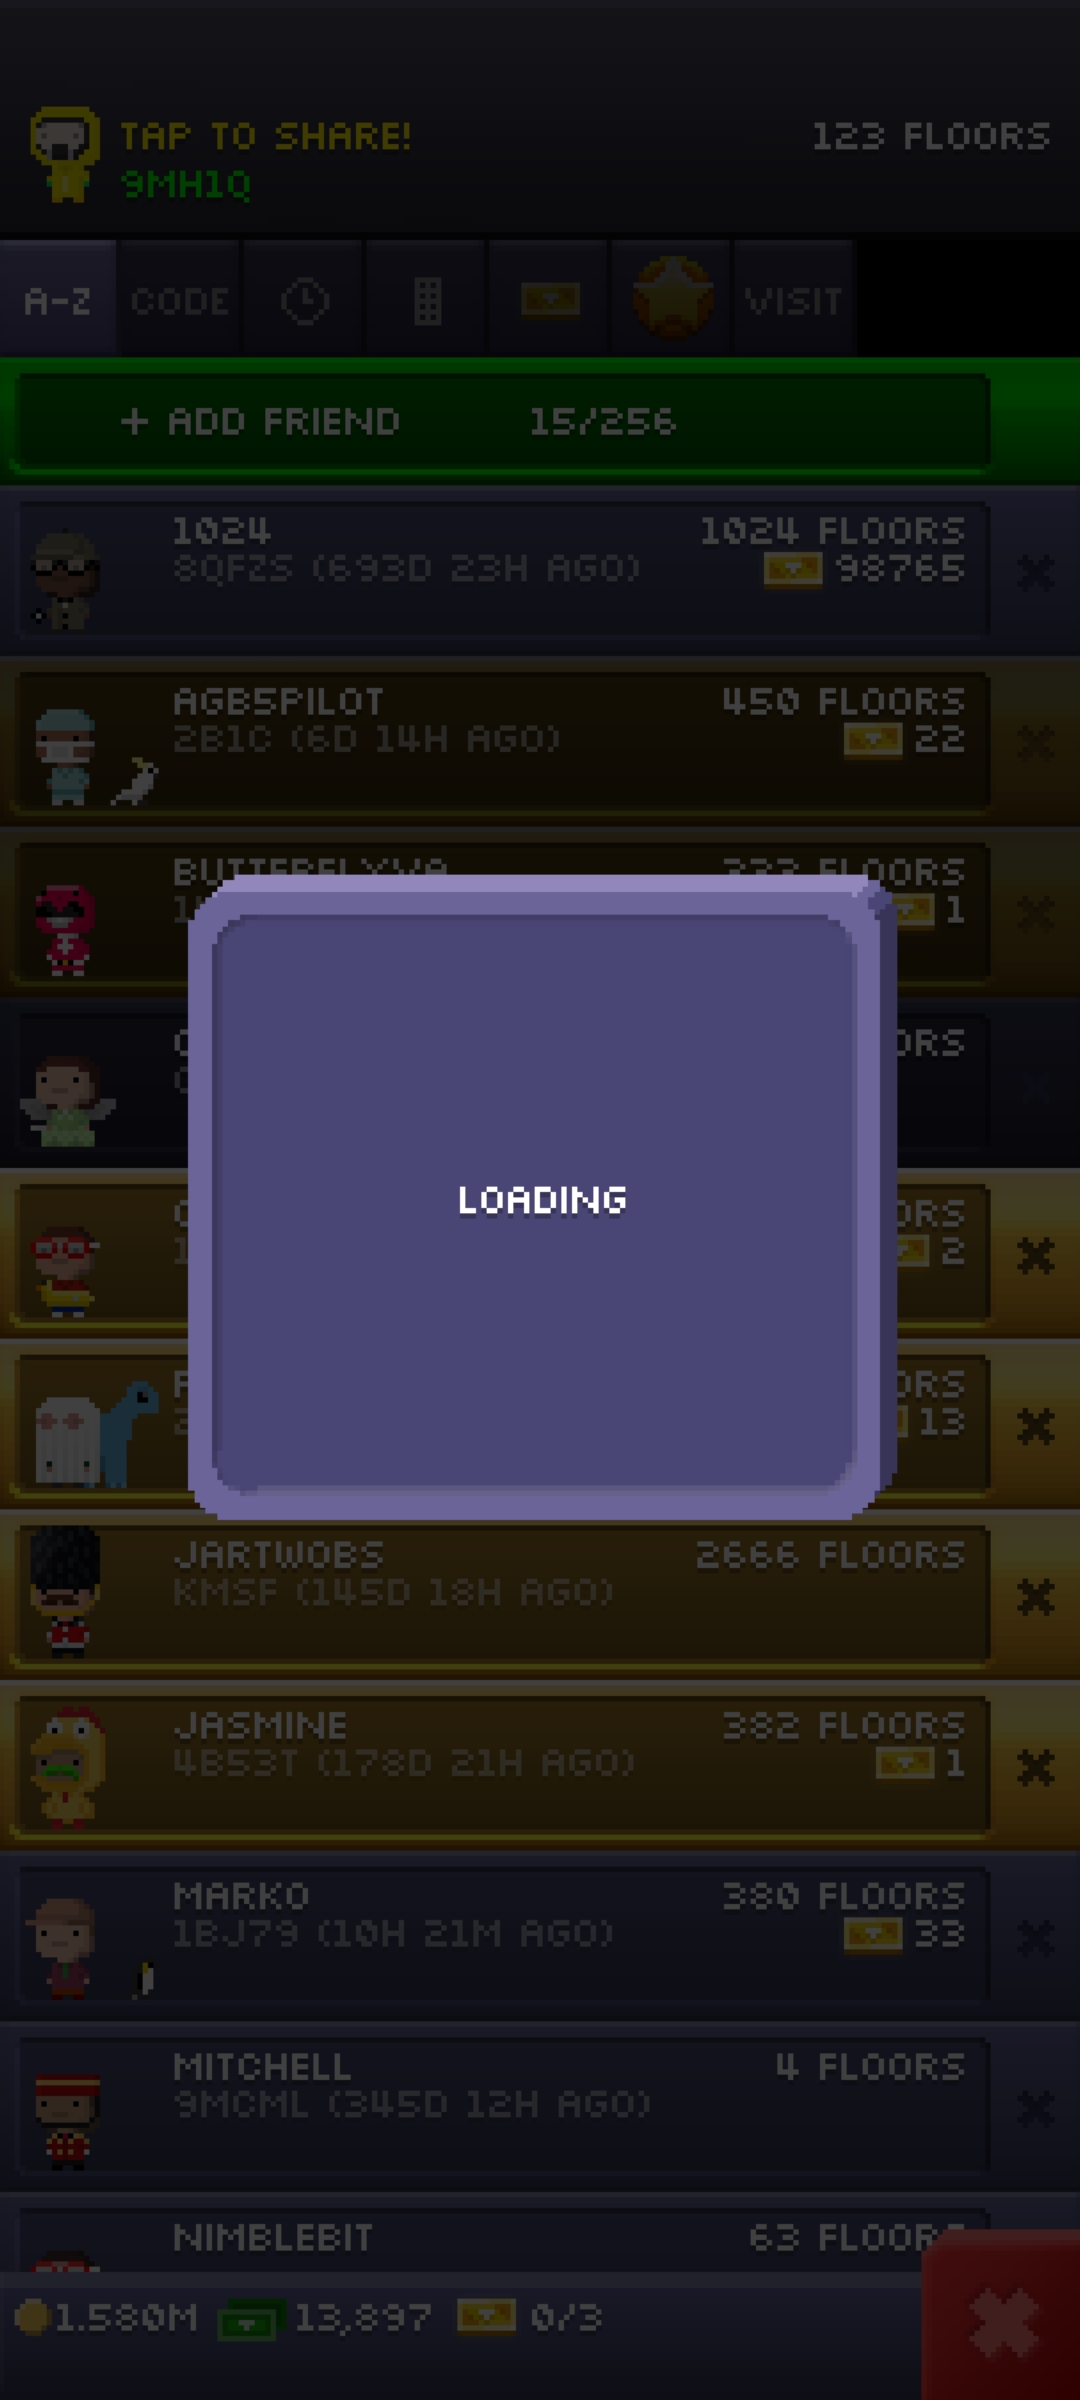 TAP TO SHARE!
123 FLOORS
9MH1Q
A-Z CODE VISIT
+ ADD FRIEND 15/256
1024 1024 FLOORS
8QFZS (693D 23H AGO) 98765
AGB5PILOT 450 FLOORS
2B1C (6D 14H AGO) 22
FLOORS
1
2
13
JARTWOBS 2666 FLOORS
KMSF (145D 18H AGO)
JASMINE 382 FLOORS
4B53T (178D 21H AGO) 1
MARKO 380 FLOORS
1BJ79 (10H 21M AGO) 33
LOADING
MITCHELL 4 FLOORS
9MCML (345D 12H AGO)
NIMBLEBIT 63 FLOORS
1.580M 13,897 0/3